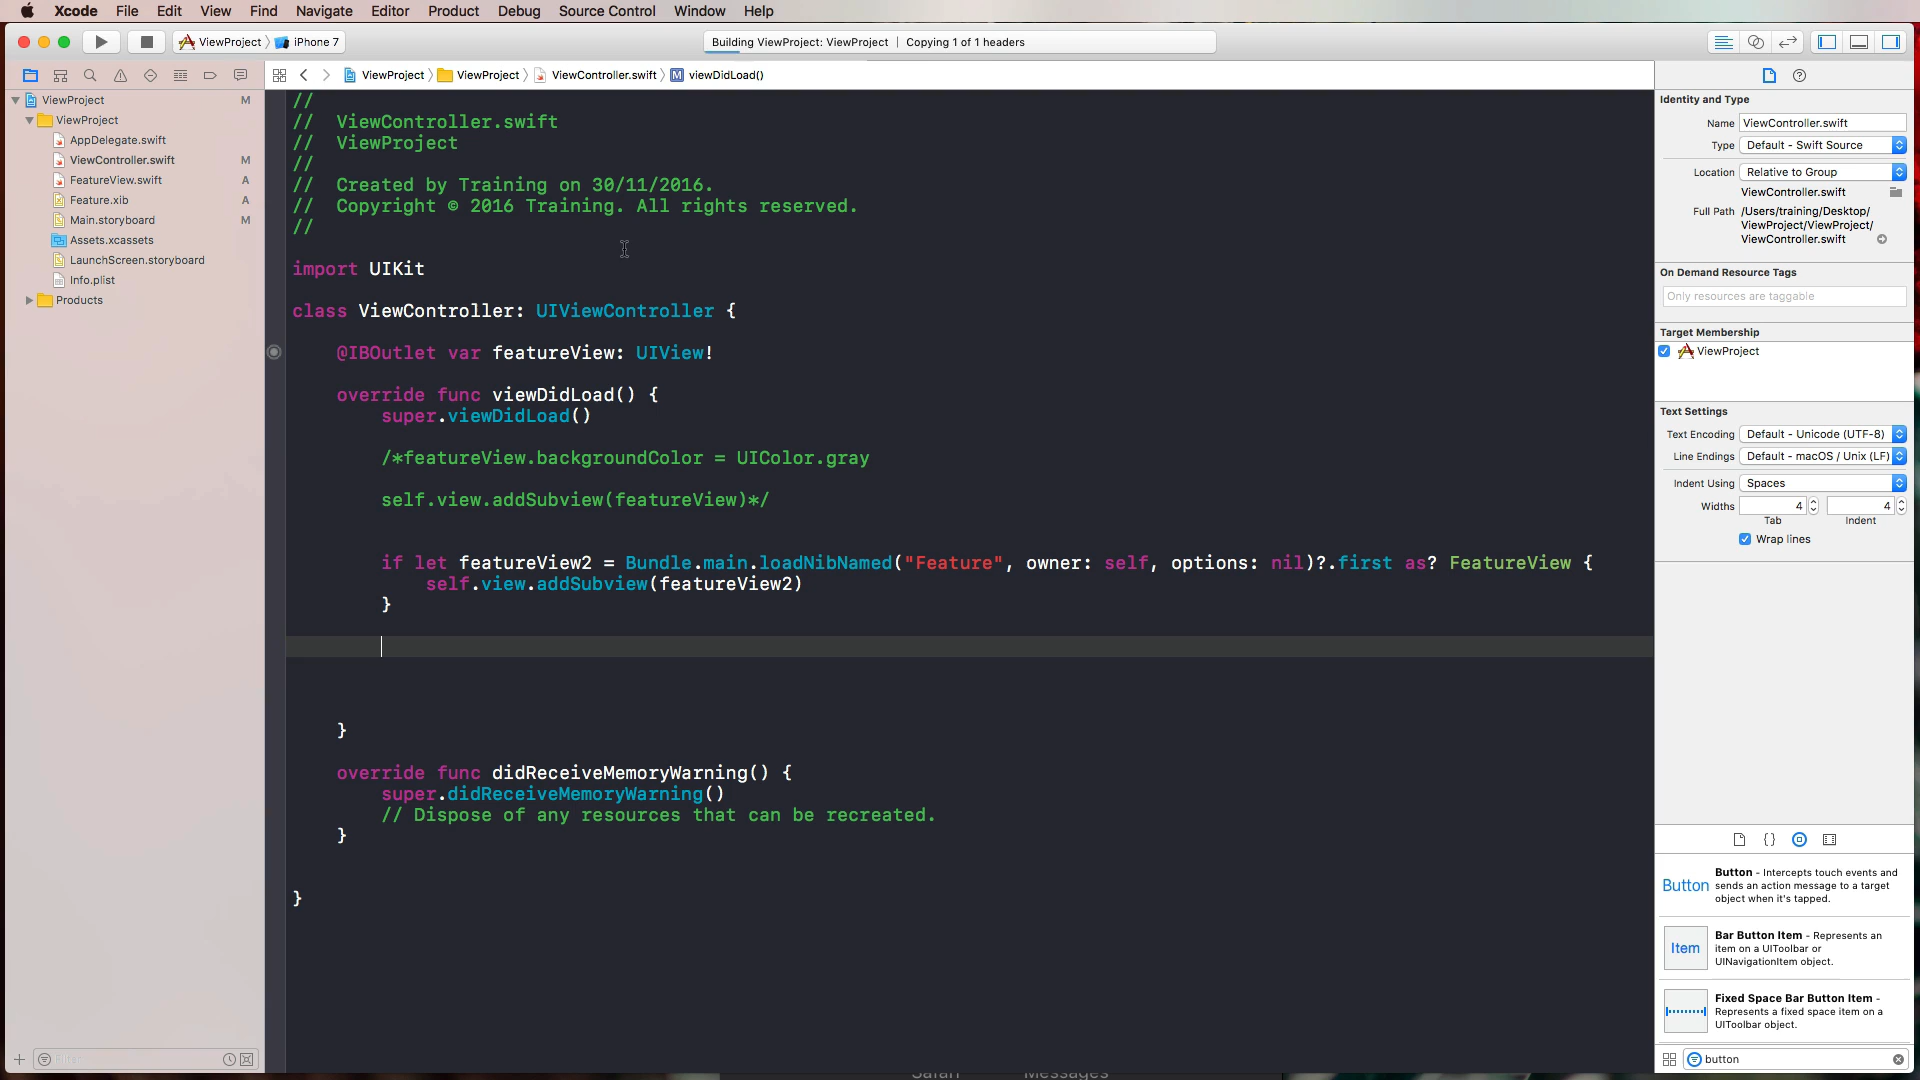 Xcode File Edit View Find Navigate Editor Product Debug Source Control Window Help
ViewProject iPhone 7
Building ViewProject: ViewProject | Copying 1 of 1 headers
ViewProject ViewProject ViewController.swift M viewDidLoad()
ViewProject M
ViewProject
AppDelegate.swift
ViewController.swift M
FeatureView.swift A
Feature.xib A
Main.storyboard M
Assets.xcassets
LaunchScreen.storyboard
Info.plist
Products
//
// ViewController.swift
// ViewProject
//
// Created by Training on 30/11/2016.
// Copyright © 2016 Training. All rights reserved.
//
import UIKit
class ViewController: UIViewController {
@IBOutlet var featureView: UIView!
override func viewDidLoad() {
super.viewDidLoad()
/*featureView.backgroundColor = UIColor.gray
self.view.addSubview(featureView)*/
if let featureView2 = Bundle.main.loadNibNamed("Feature", owner: self, options: nil)?.first as? FeatureView {
self.view.addSubview(featureView2)
}
}
override func didReceiveMemoryWarning() {
super.didReceiveMemoryWarning()
// Dispose of any resources that can be recreated.
}
}
Identity and Type
Name ViewController.swift
Type Default - Swift Source
Location Relative to Group
ViewController.swift
Full Path /Users/training/Desktop/
ViewProject/ViewProject/
ViewController.swift
On Demand Resource Tags
Only resources are taggable
Target Membership
ViewProject
Text Settings
Text Encoding Default - Unicode (UTF-8)
Line Endings Default - macOS / Unix (LF)
Indent Using Spaces
Widths 4 4
Tab Indent
Wrap lines
{}
Button Button - Intercepts touch events and
sends an action message to a target
object when it's tapped.
Item Bar Button Item - Represents an
item on a UIToolbar or
UINavigationItem object.
Fixed Space Bar Button Item -
Represents a fixed space item on a
UIToolbar object.
button
Filter
Safari Messages